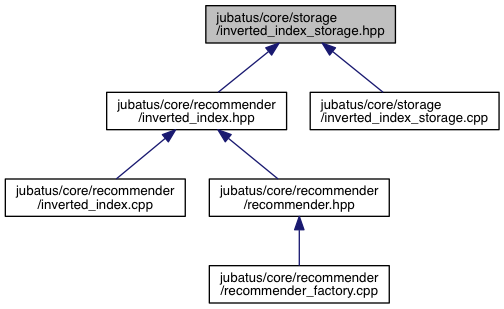 jubatus/core/storage
/inverted_index_storage.hpp
jubatus/core/recommender
/inverted_index.hpp
jubatus/core/storage
/inverted_index_storage.cpp
jubatus/core/recommender
/inverted_index.cpp
jubatus/core/recommender
/recommender.hpp
jubatus/core/recommender
/recommender_factory.cpp